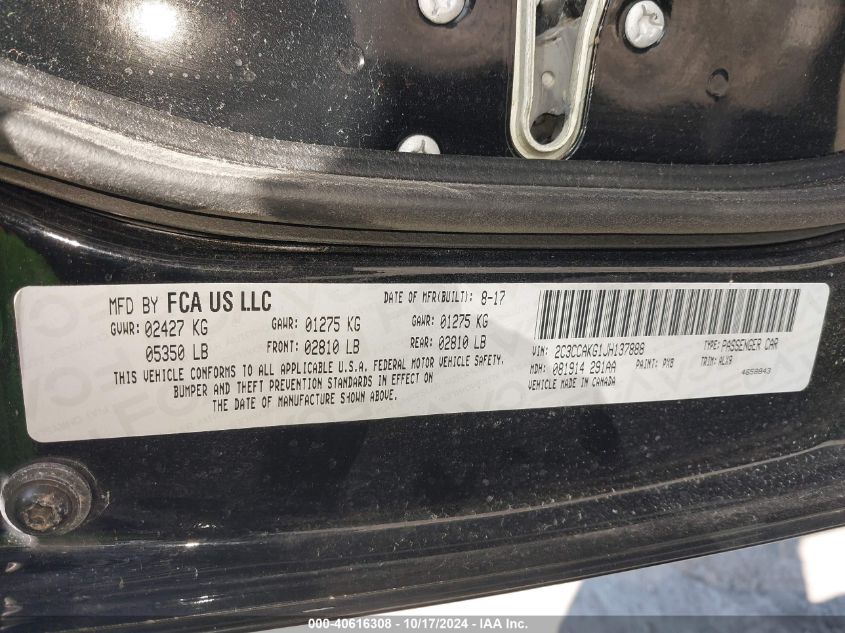 MFD BY FCA US LLC
DATE OF MFR(BUILT): 8-17
GVWR: 02427 KG GAWR: 01275 KG GAWR: 01275 KG
05350 LB FRONT: 02810 LB REAR: 02810 LB
THIS VEHICLE CONFORMS TO ALL APPLICABLE U.S.A. FEDERAL MOTOR VEHICLE SAFETY,
BUMPER AND THEFT PREVENTION STANDARDS IN EFFECT ON
THE DATE OF MANUFACTURE SHOWN ABOVE.
VIN: 2C3CCAKG1JH137888 TYPE: PASSENGER CAR
MDH: 081914 291AA PAINT: PXB TRIM: ALX9
VEHICLE MADE IN CANADA 4658843
000-40616308 - 10/17/2024 - IAA Inc.